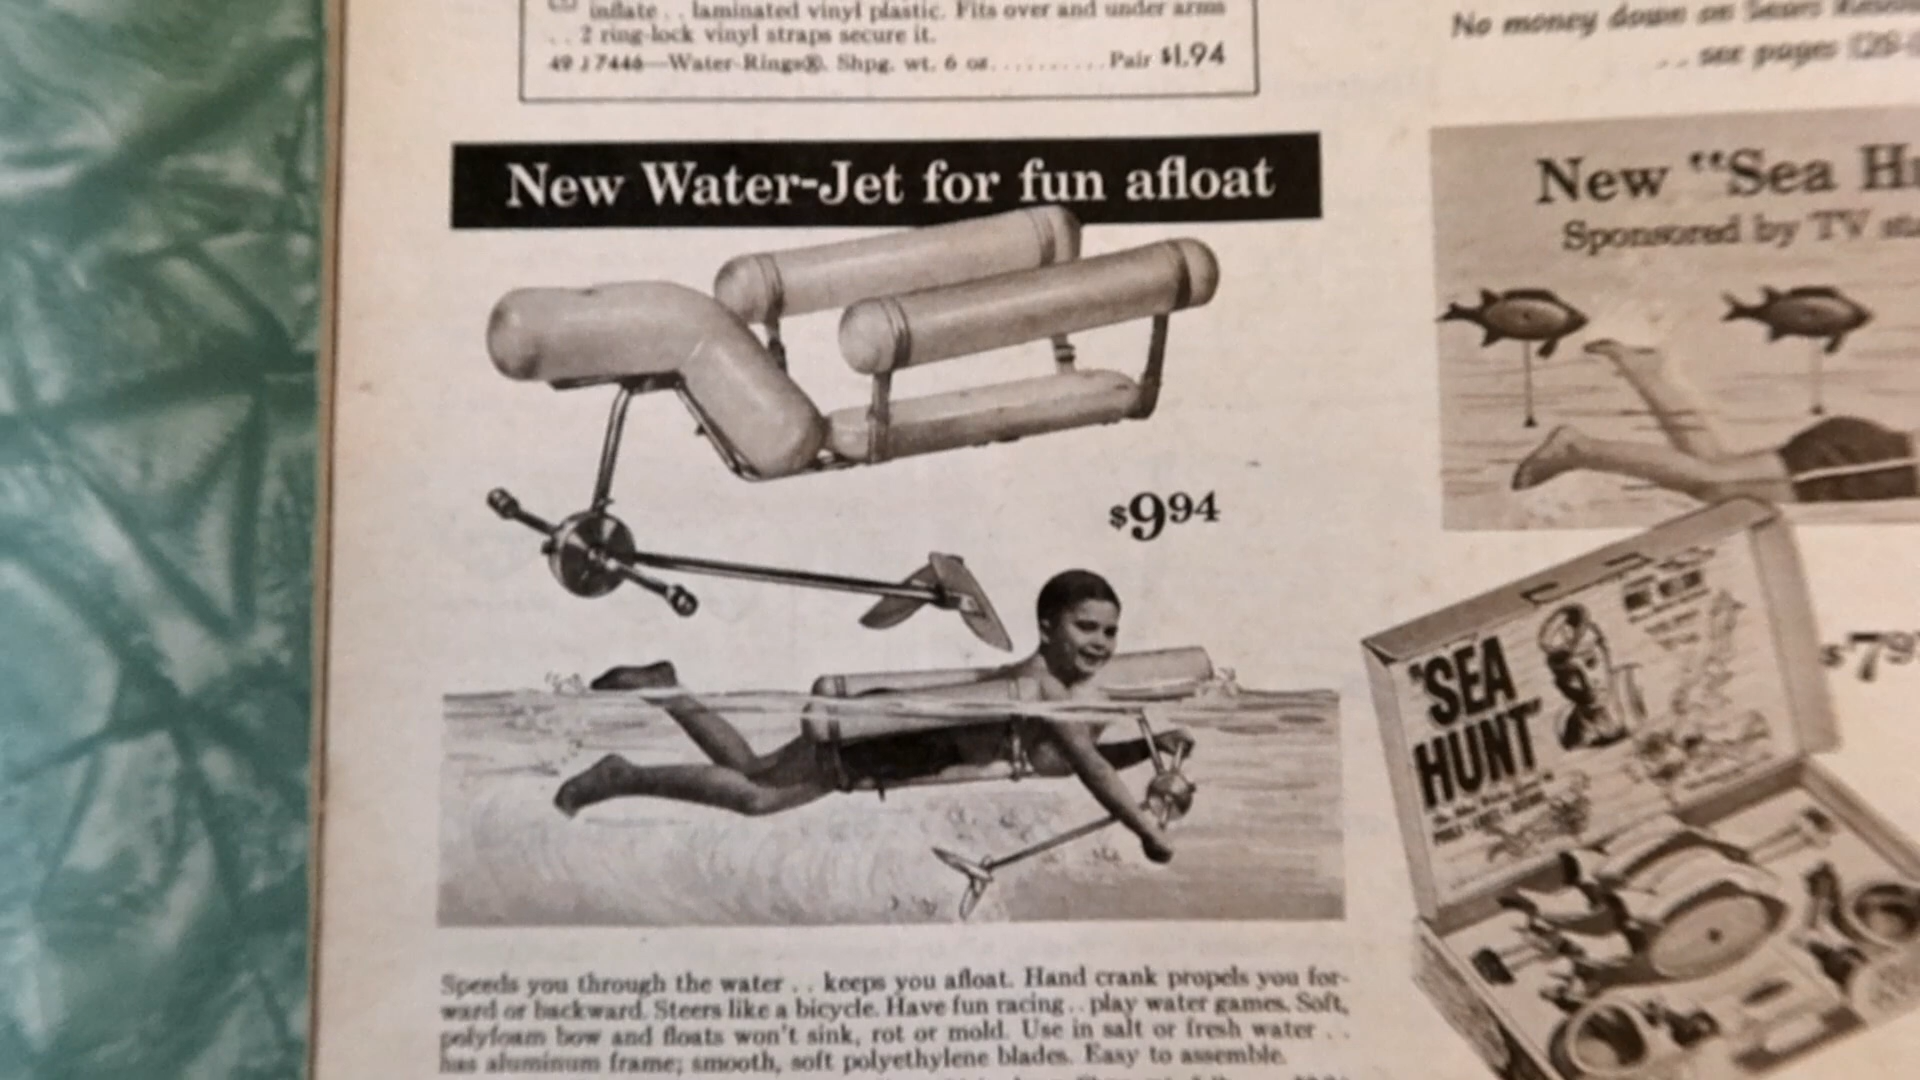 inflate . . laminated vinyl plastic. Fits over and under arms
. . 2 ring-lock vinyl straps secure it.
49 J 7446—Water Rings®. Shpg. wt. 6 oz. . . . . . . . . . . Pair $1.94
No money down on Sears
. . see pages
New Water-Jet for fun afloat
$9.94
Speeds you through the water . . keeps you afloat. Hand crank propels you for-
ward or backward. Steers like a bicycle. Have fun racing . . play water games. Soft,
polyfoam bow and floats won't sink, rot or mold. Use in salt or fresh water . .
has aluminum frame; smooth, soft polyethylene blades. Easy to assemble.
New "Sea
Sponsored by TV
"SEA
HUNT"